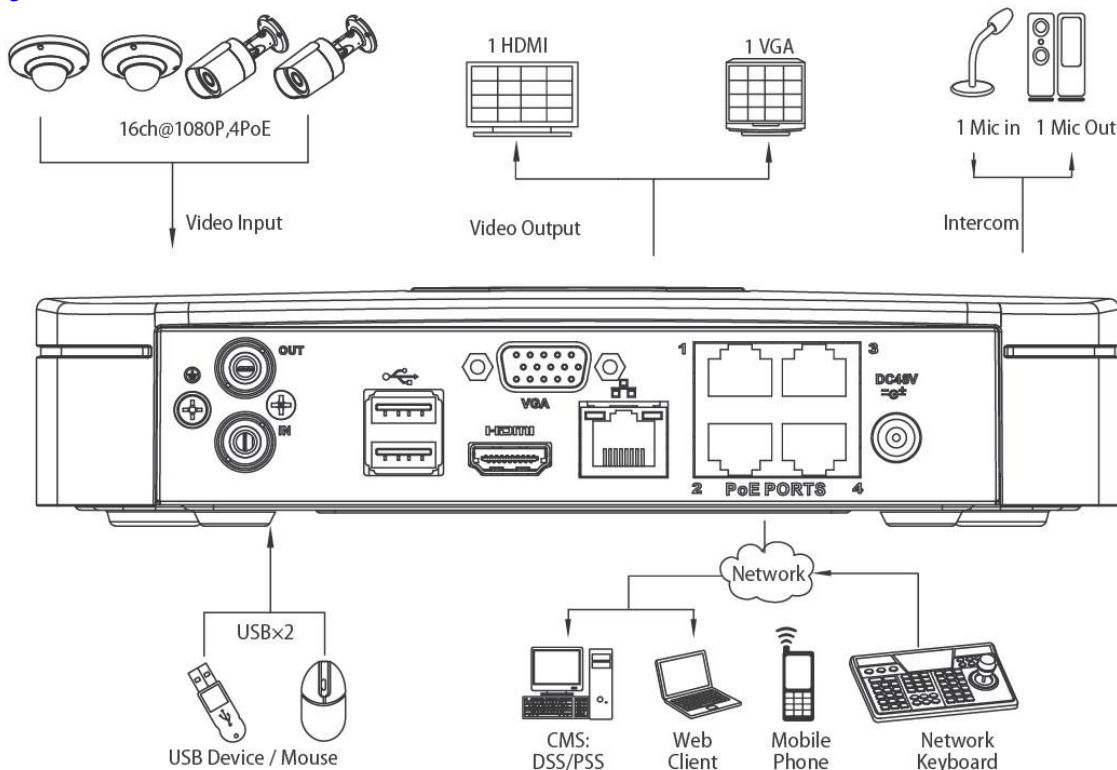 1 HDMI
1 VGA
16ch@1080P,4PoE
1 Mic in
1 Mic Out
Video Input
Video Output
Intercom
OUT
IN
VGA
HDMI
1
3
DC48V
2
PoE PORTS
4
Network
USB×2
USB Device / Mouse
CMS:
DSS/PSS
Web
Client
Mobile
Phone
Network
Keyboard